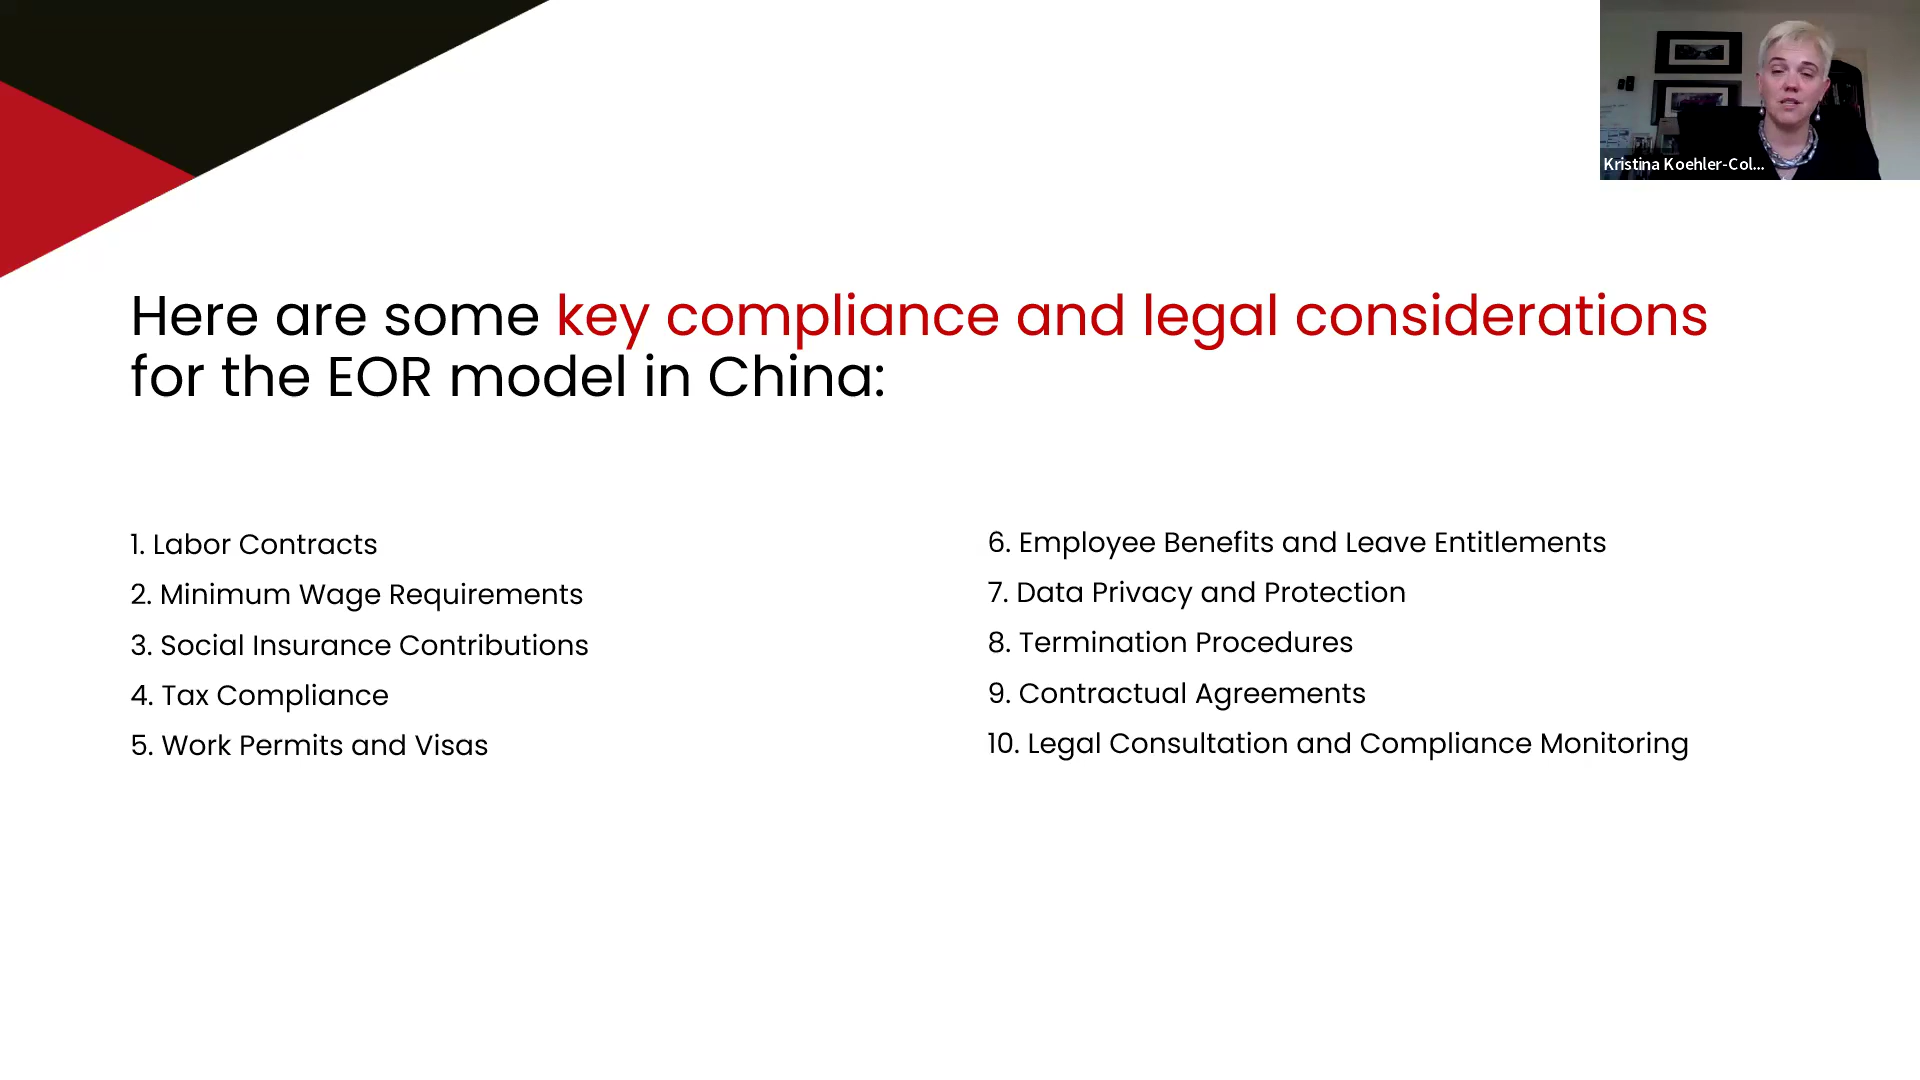 Kristina Koehler-Col...
Here are some key compliance and legal considerations
for the EOR model in China:
1. Labor Contracts
2. Minimum Wage Requirements
3. Social Insurance Contributions
4. Tax Compliance
5. Work Permits and Visas
6. Employee Benefits and Leave Entitlements
7. Data Privacy and Protection
8. Termination Procedures
9. Contractual Agreements
10. Legal Consultation and Compliance Monitoring